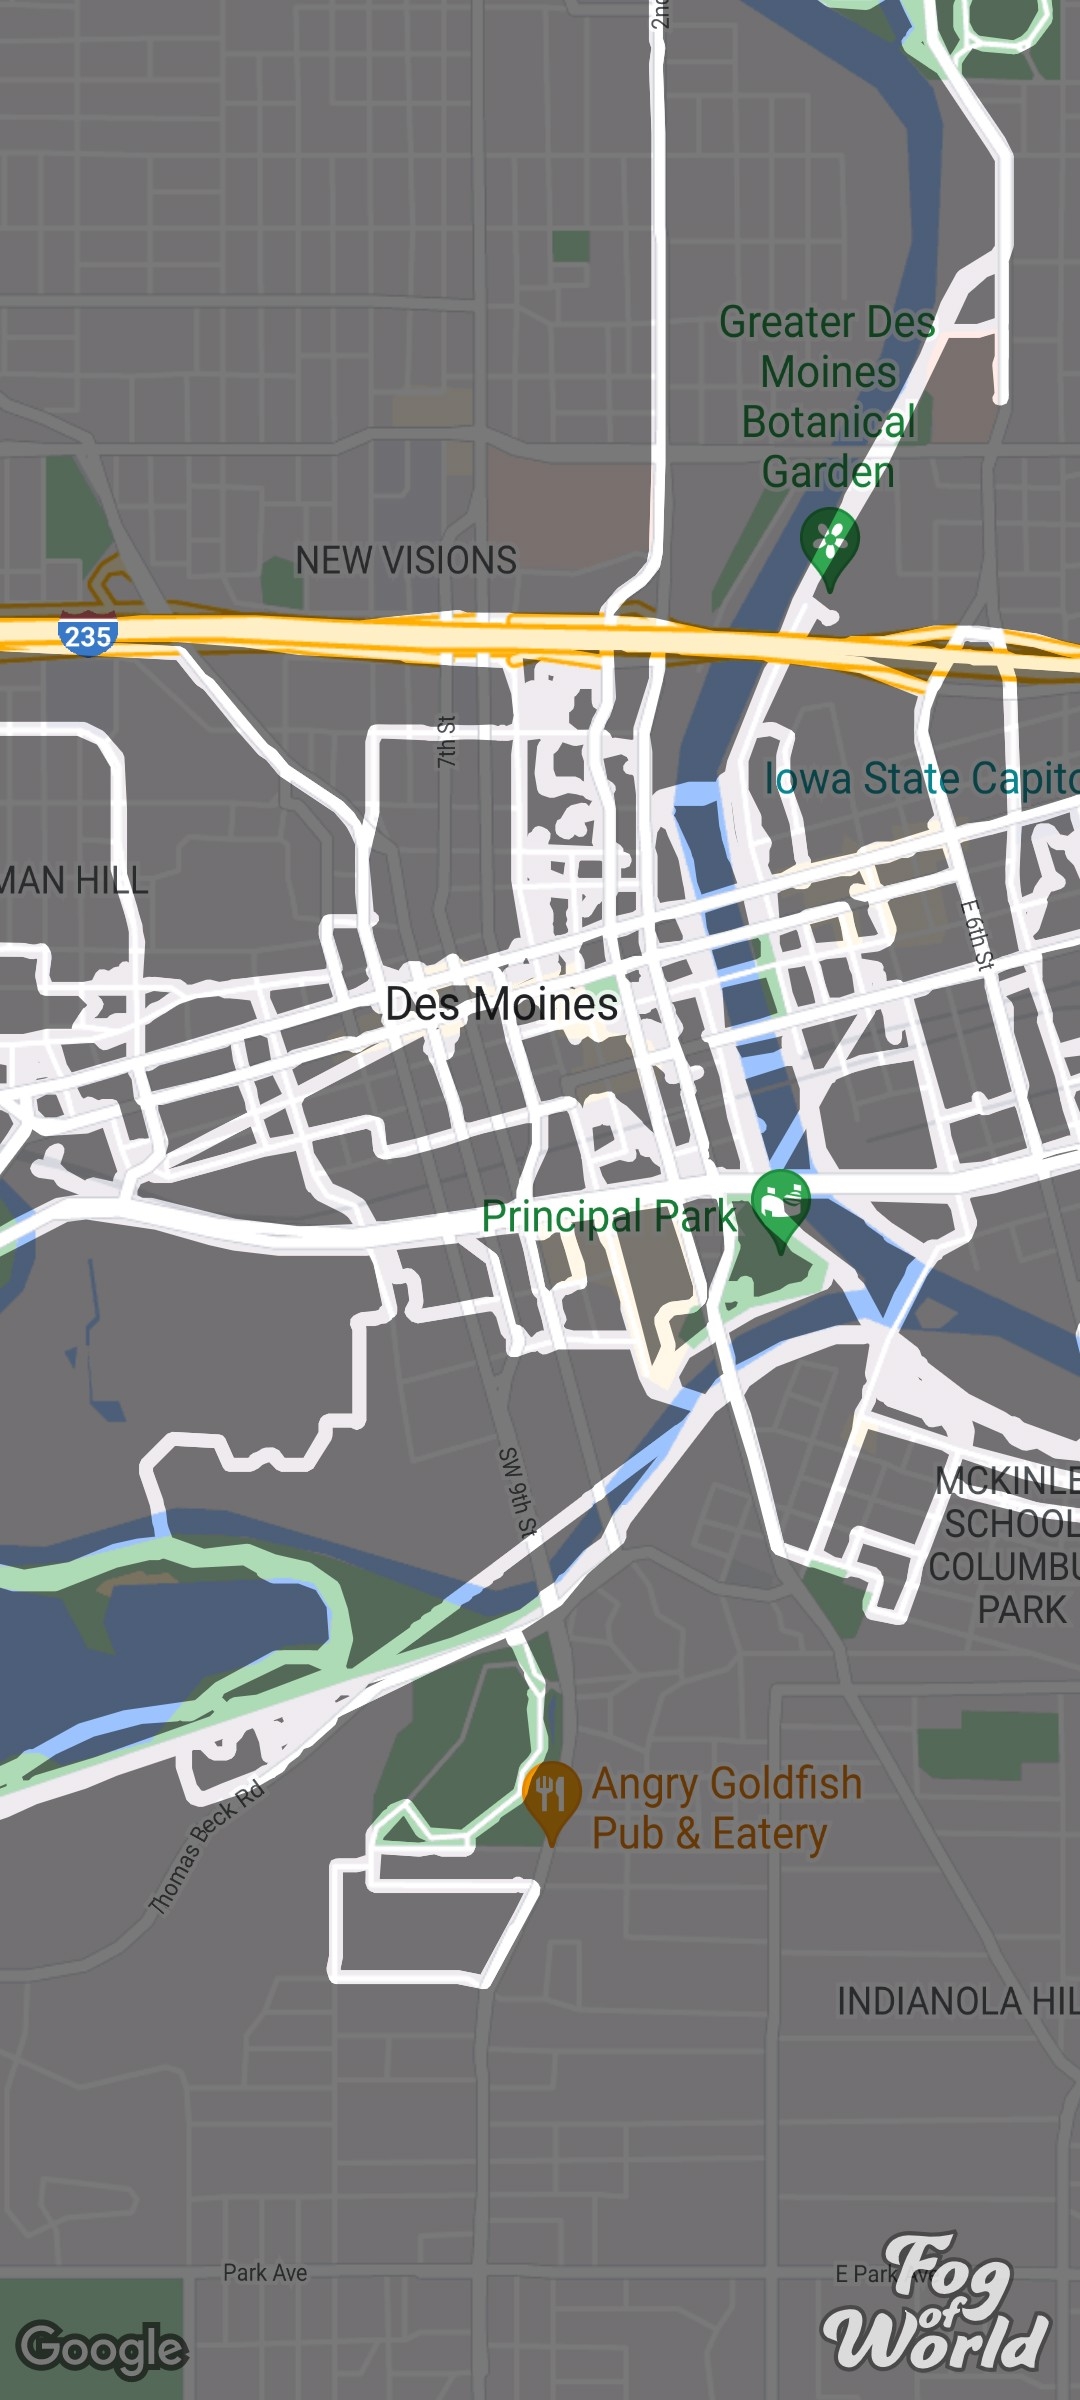 2nd
Greater Des
Moines
Botanical
Garden
NEW VISIONS
235
7th St
Iowa State Capito
MAN HILL
E 6th St
Des Moines
Principal Park
SW 9th St
MCKINLE
SCHOOL
COLUMBU
PARK
Angry Goldfish
Pub & Eatery
Thomas Beck Rd
INDIANOLA HIL
Park Ave
E Park Ave
Fog
of
World
Google